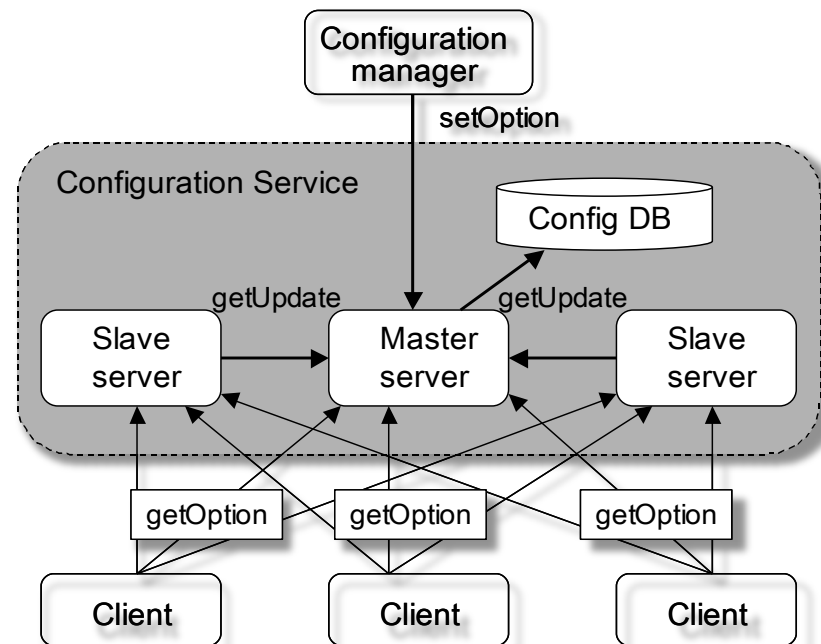 Configuration
manager
setOption
Configuration Service
Config DB
getUpdate
getUpdate
Slave
server
Master
server
Slave
server
getOption
getOption
getOption
Client
Client
Client